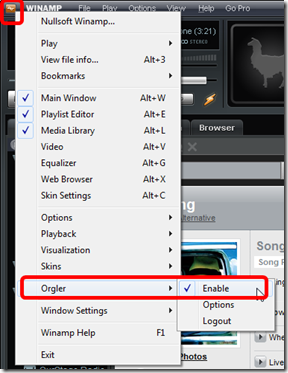 WINAMP File Play Options View Help Go Pro
Nullsoft Winamp...
Play
View file info... Alt+3
Bookmarks
Main Window Alt+W
Playlist Editor Alt+E
Media Library Alt+L
Video Alt+V
Equalizer Alt+G
Web Browser Alt+X
Skin Settings Alt+C
Options
Playback
Visualization
Skins
Orgler
Window Settings
Winamp Help F1
Exit
Enable
Options
Logout
(3:21)
STEREO
Browser
ng
Alternative
Song
Song
Photos
Whe